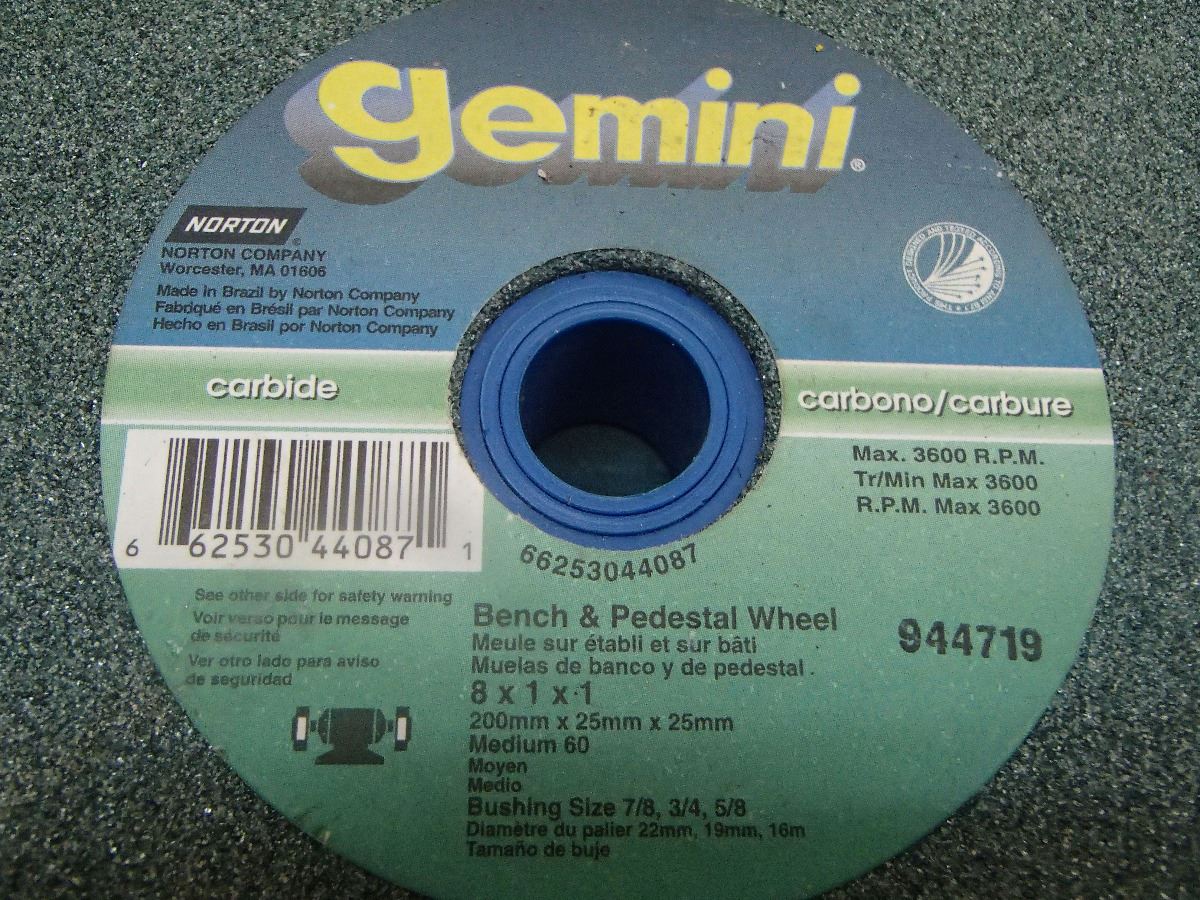 gemini®
NORTON®
NORTON COMPANY
Worcester, MA 01606
Made in Brazil by Norton Company
Fabriqué en Brésil par Norton Company
Hecho en Brasil por Norton Company
carbide
carbono/carbure
Max. 3600 R.P.M.
Tr/Min Max 3600
R.P.M. Max 3600
6 62530 44087 1
66253044087
See other side for safety warning
Voir verso pour le message
de sécurité
Ver otro lado para aviso
de seguridad
Bench & Pedestal Wheel
Meule sur établi et sur bâti
Muelas de banco y de pedestal .
8 x 1 x 1
200mm x 25mm x 25mm
Medium 60
Moyen
Medio
Bushing Size 7/8, 3/4, 5/8
Diamètre du palier 22mm, 19mm, 16m
Tamaño de buje
944719